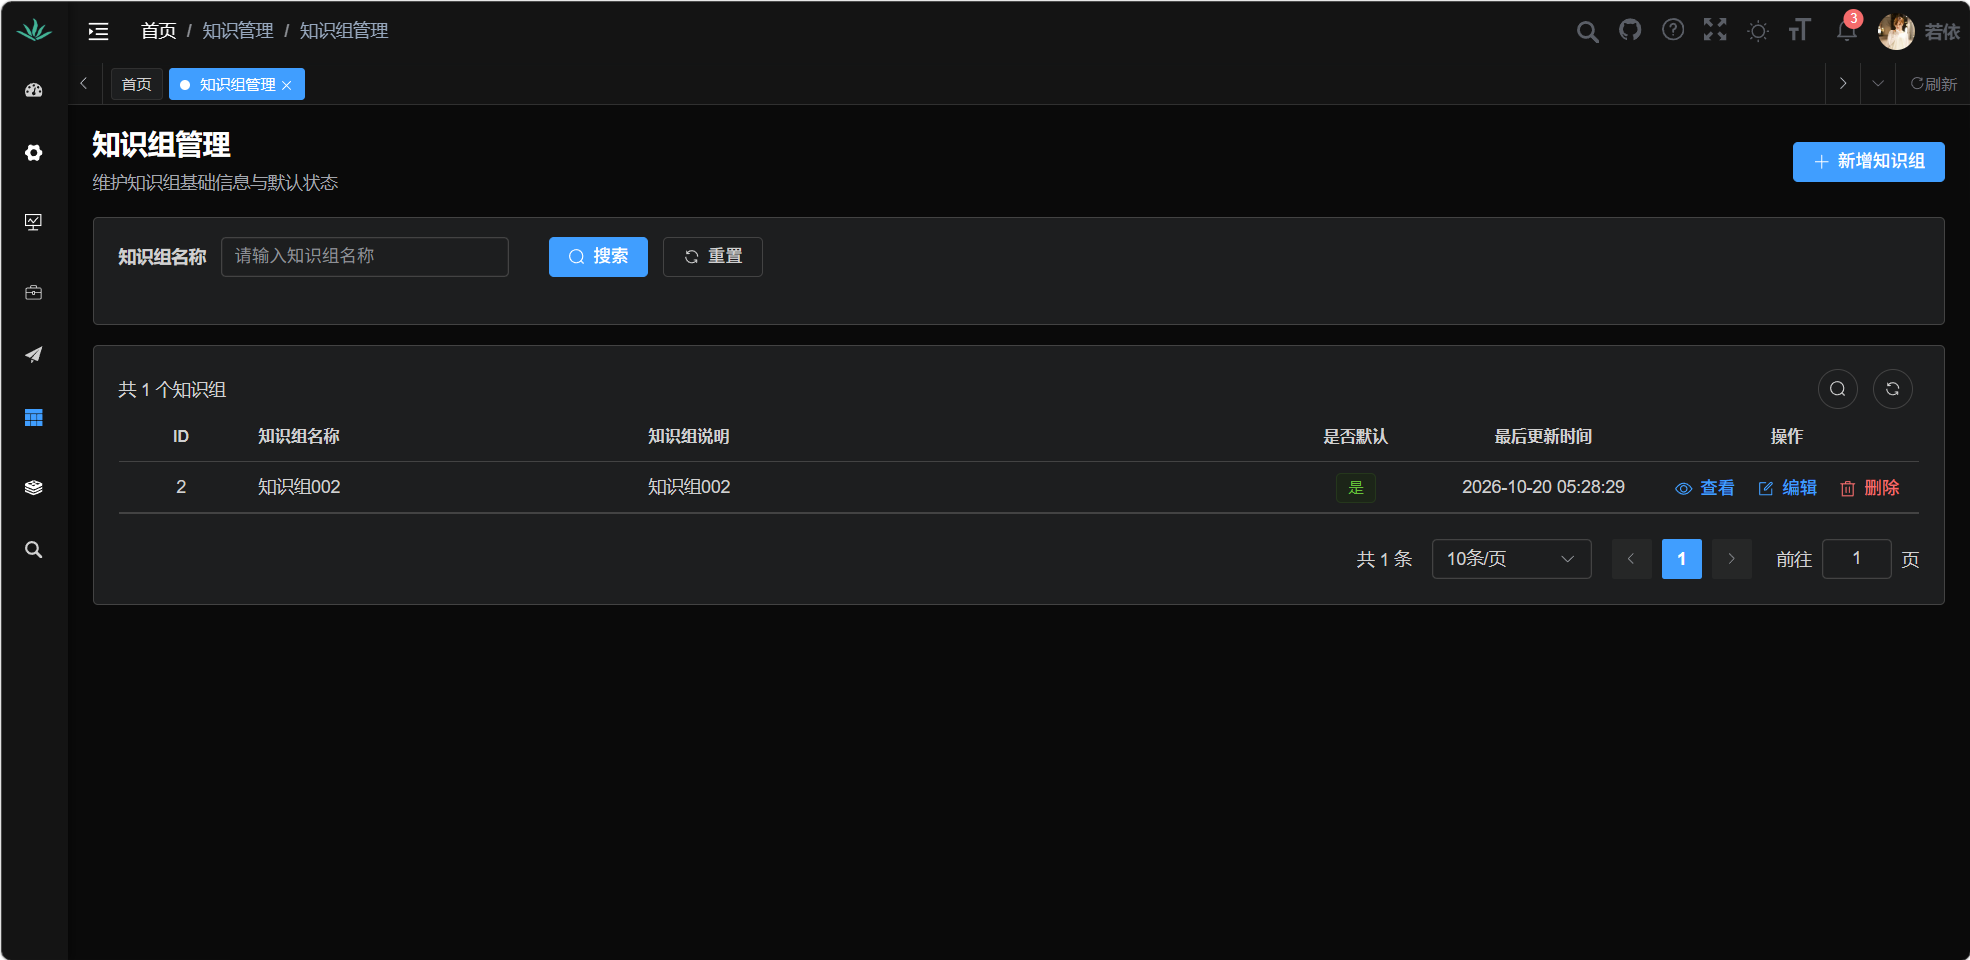 首页 / 知识管理 / 知识组管理
3
若依
首页
知识组管理
刷新
知识组管理
维护知识组基础信息与默认状态
新增知识组
知识组名称 请输入知识组名称 搜索 重置
共 1 个知识组
ID 知识组名称 知识组说明 是否默认 最后更新时间 操作
2 知识组002 知识组002 是 2026-10-20 05:28:29 查看 编辑 删除
共 1 条 10条/页 1 前往 1 页